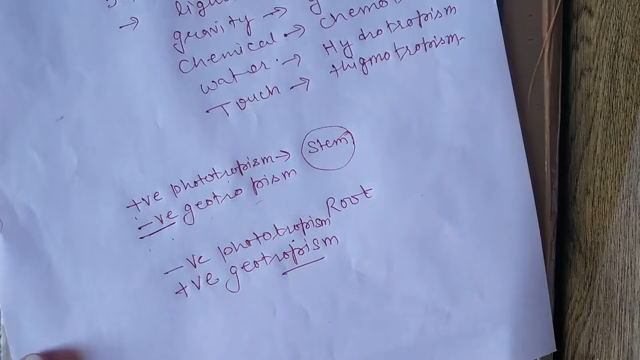 →
gravity →
Chemical → chemo
water → Hydrotropism
Touch → thigmotropism
+ve phototropism → Stem
-ve geotropism
-ve phototropism Root
+ve geotropism